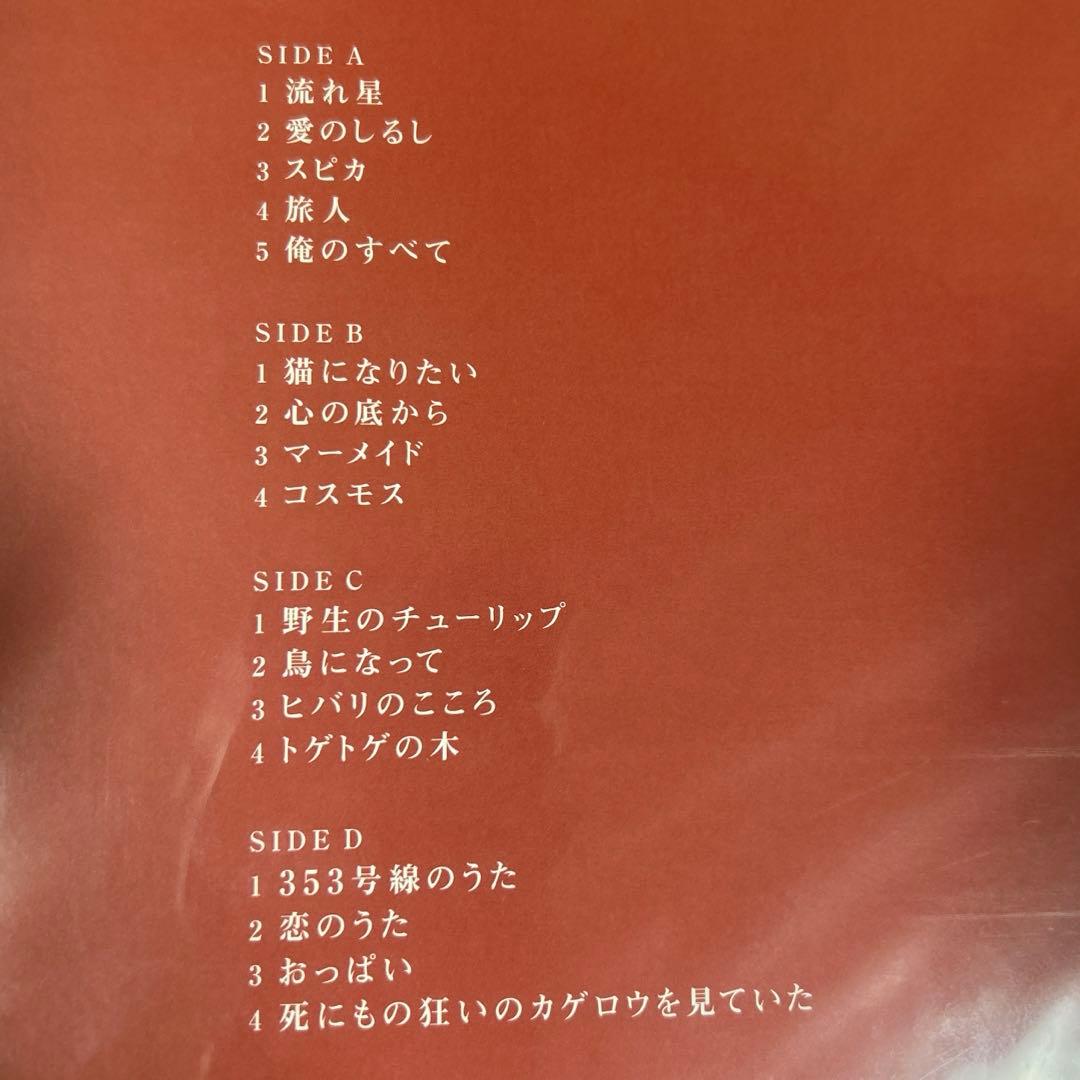 SIDE A
1 流れ星
2 愛のしるし
3 スピカ
4 旅人
5 俺のすべて
SIDE B
1 猫になりたい
2 心の底から
3 マーメイド
4 コスモス
SIDE C
1 野生のチューリップ
2 鳥になって
3 ヒバリのこころ
4 トゲトゲの木
SIDE D
1 353号線のうた
2 恋のうた
3 おっぱい
4 死にもの狂いのカゲロウを見ていた